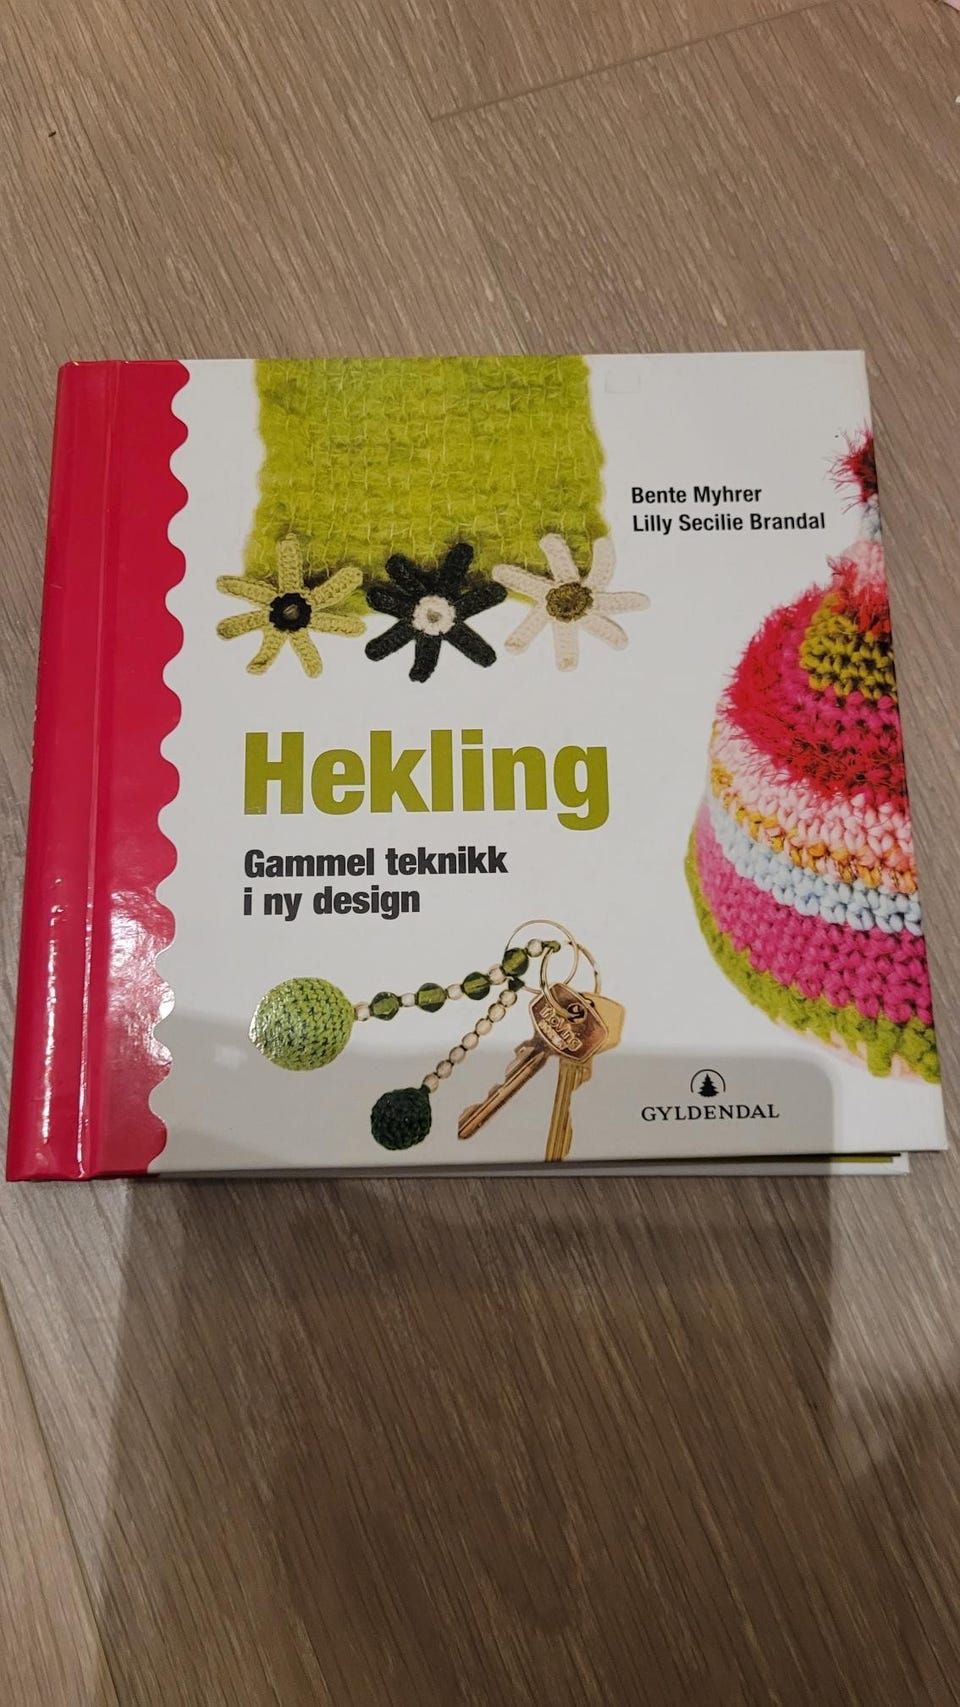 Bente Myhrer
Lilly Secilie Brandal
Hekling
Gammel teknikk
i ny design
GYLDENDAL